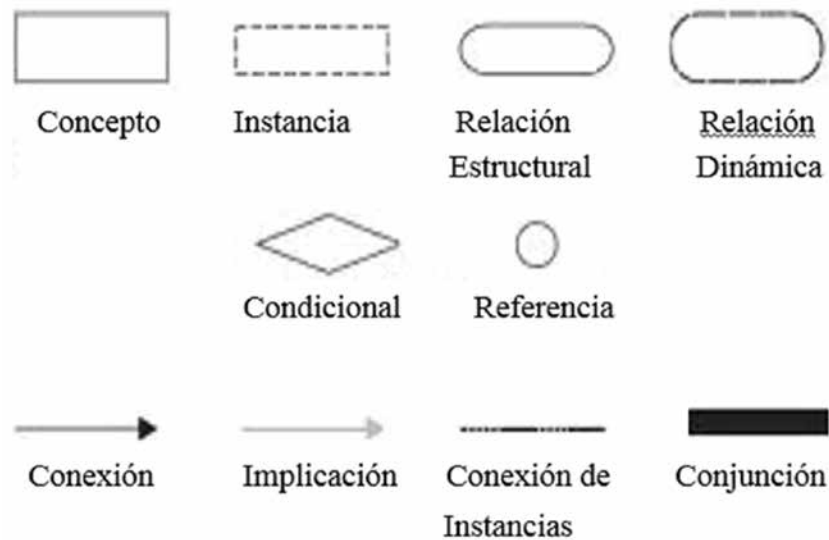 Concepto Instancia Relación Relación
Estructural Dinámica
Condicional Referencia
Conexión Implicación Conexión de Conjunción
Instancias